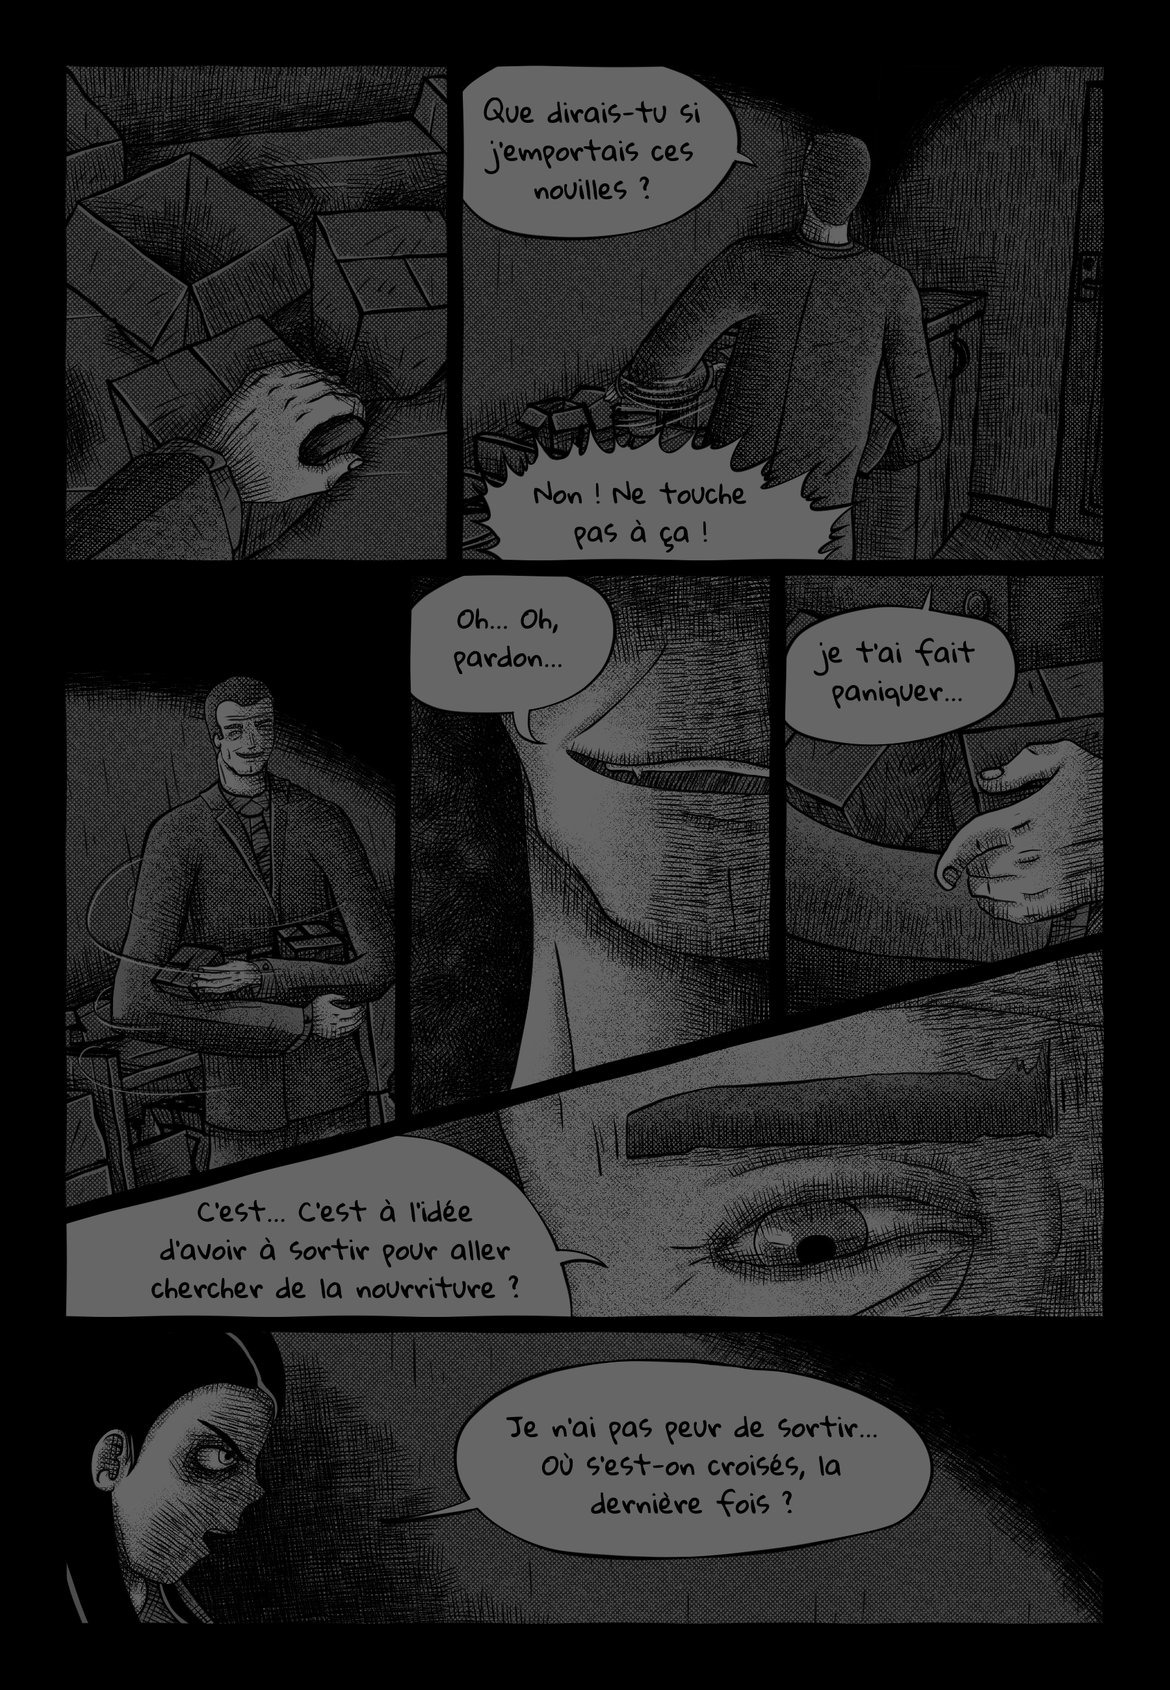 Que dirais-tu si
j'emportais ces
nouilles ?
Non ! Ne touche
pas à ça !
Oh... Oh,
pardon...
je t'ai fait
paniquer...
C'est... C'est à l'idée
d'avoir à sortir pour aller
chercher de la nourriture ?
Je n'ai pas peur de sortir...
Où s'est-on croisés, la
dernière fois ?